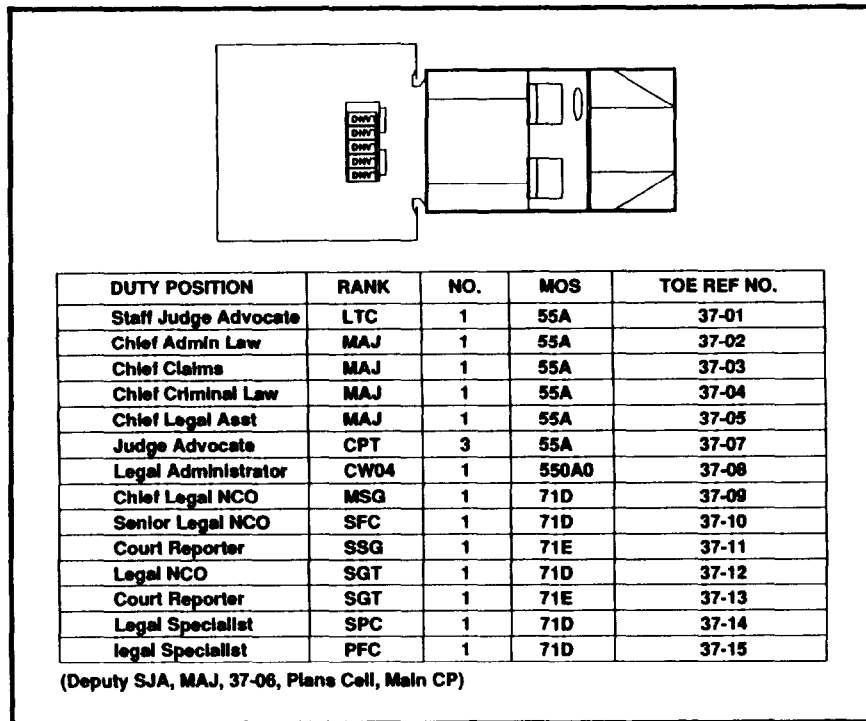 DNVT
DNVT
DNVT
DNVT
DNVT
DUTY POSITION RANK NO. MOS TOE REF NO.
Staff Judge Advocate LTC 1 55A 37-01
Chief Admin Law MAJ 1 55A 37-02
Chief Claims MAJ 1 55A 37-03
Chief Criminal Law MAJ 1 55A 37-04
Chief Legal Asst MAJ 1 55A 37-05
Judge Advocate CPT 3 55A 37-07
Legal Administrator CW04 1 550A0 37-08
Chief Legal NCO MSG 1 71D 37-09
Senior Legal NCO SFC 1 71D 37-10
Court Reporter SSG 1 71E 37-11
Legal NCO SGT 1 71D 37-12
Court Reporter SGT 1 71E 37-13
Legal Specialist SPC 1 71D 37-14
legal Specialist PFC 1 71D 37-15
(Deputy SJA, MAJ, 37-06, Plans Cell, Main CP)